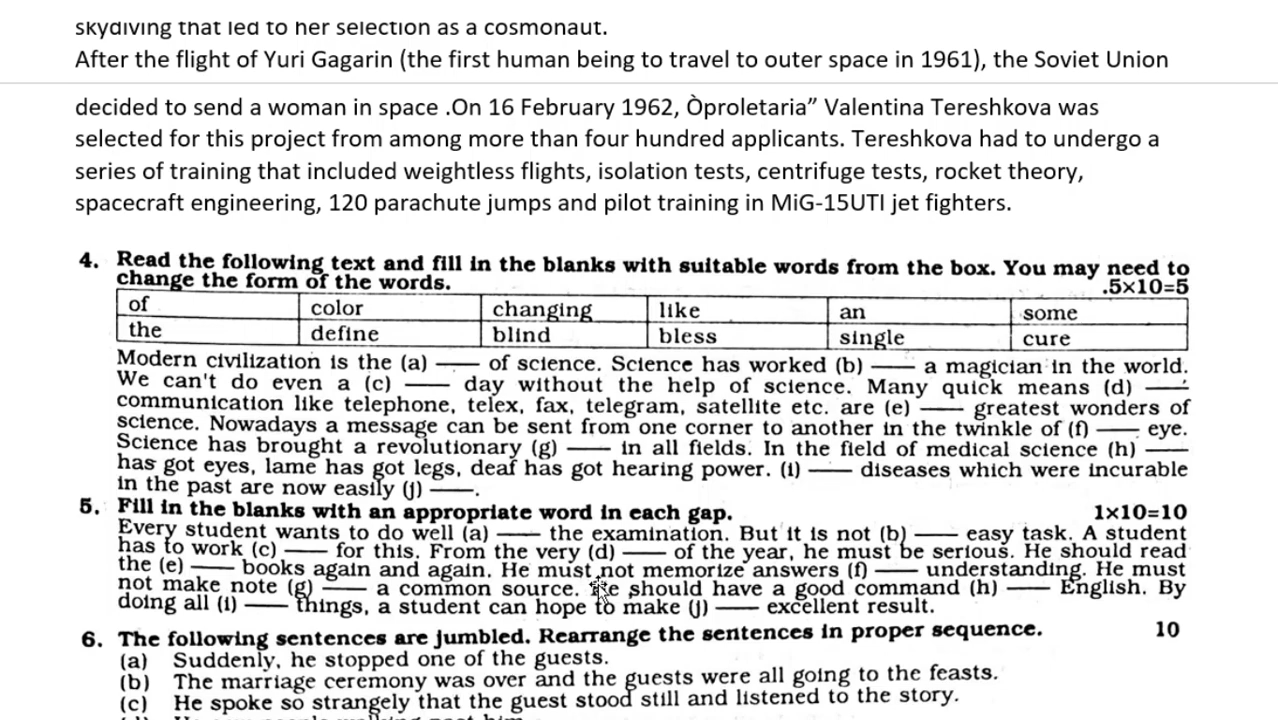 skydiving that led to her selection as a cosmonaut.
After the flight of Yuri Gagarin (the first human being to travel to outer space in 1961), the Soviet Union
decided to send a woman in space .On 16 February 1962, Òproletaria” Valentina Tereshkova was
selected for this project from among more than four hundred applicants. Tereshkova had to undergo a
series of training that included weightless flights, isolation tests, centrifuge tests, rocket theory,
spacecraft engineering, 120 parachute jumps and pilot training in MiG-15UTI jet fighters.
4. Read the following text and fill in the blanks with suitable words from the box. You may need to
change the form of the words. .5×10=5
of color changing like an some
the define blind bless single cure
Modern civilization is the (a) —— of science. Science has worked (b) —— a magician in the world.
We can't do even a (c) —— day without the help of science. Many quick means (d) ——
communication like telephone, telex, fax, telegram, satellite etc. are (e) —— greatest wonders of
science. Nowadays a message can be sent from one corner to another in the twinkle of (f) —— eye.
Science has brought a revolutionary (g) —— in all fields. In the field of medical science (h) ——
has got eyes, lame has got legs, deaf has got hearing power. (i) —— diseases which were incurable
in the past are now easily (j) ——.
5. Fill in the blanks with an appropriate word in each gap. 1×10=10
Every student wants to do well (a) —— the examination. But it is not (b) —— easy task. A student
has to work (c) —— for this. From the very (d) —— of the year, he must be serious. He should read
the (e) —— books again and again. He must not memorize answers (f) —— understanding. He must
not make note (g) —— a common source. He should have a good command (h) —— English. By
doing all (i) —— things, a student can hope to make (j) —— excellent result.
6. The following sentences are jumbled. Rearrange the sentences in proper sequence. 10
(a) Suddenly, he stopped one of the guests.
(b) The marriage ceremony was over and the guests were all going to the feasts.
(c) He spoke so strangely that the guest stood still and listened to the story.